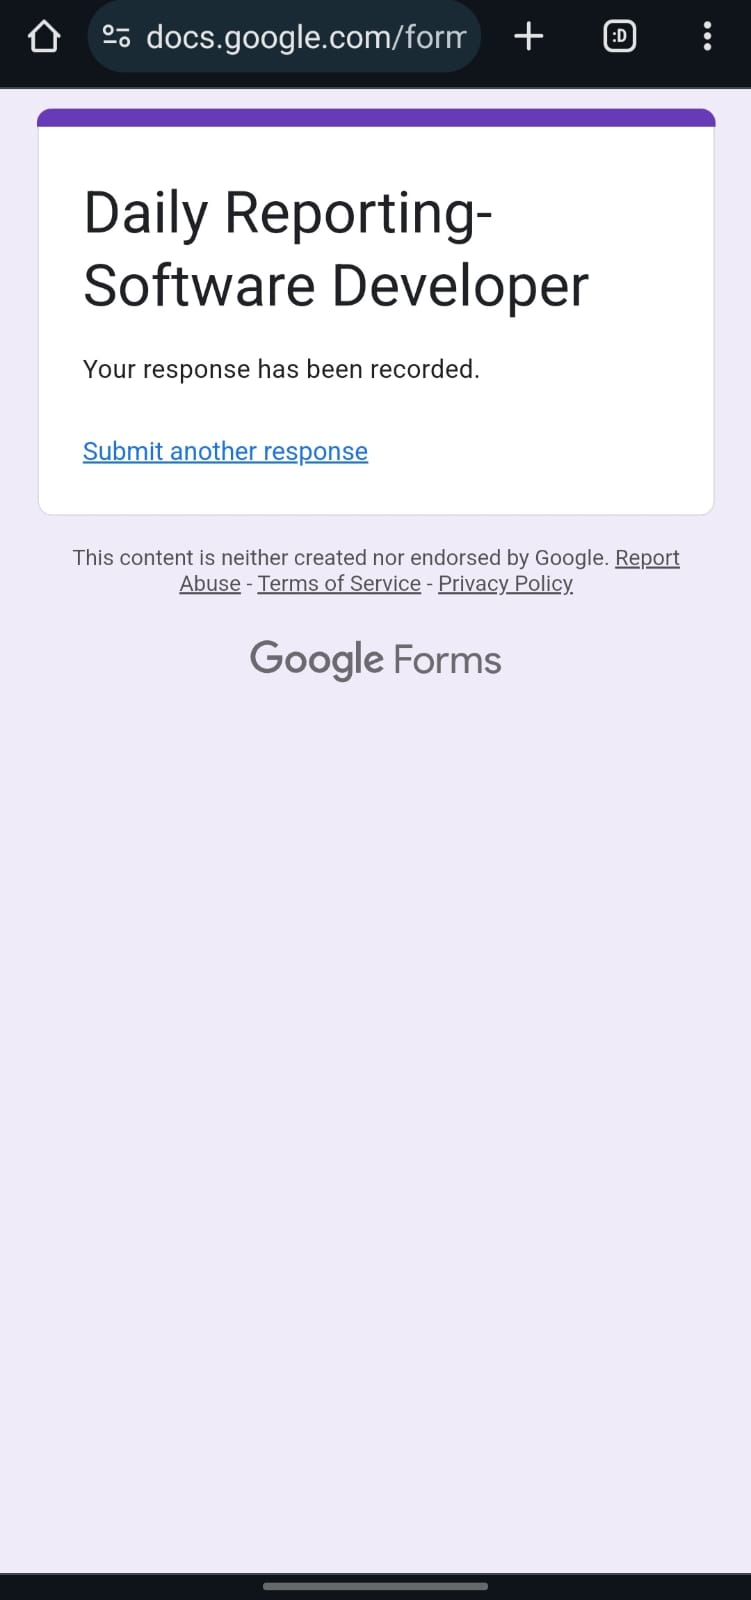 docs.google.com/form
:D
Daily Reporting-
Software Developer
Your response has been recorded.
Submit another response
This content is neither created nor endorsed by Google. Report
Abuse - Terms of Service - Privacy Policy
Google Forms